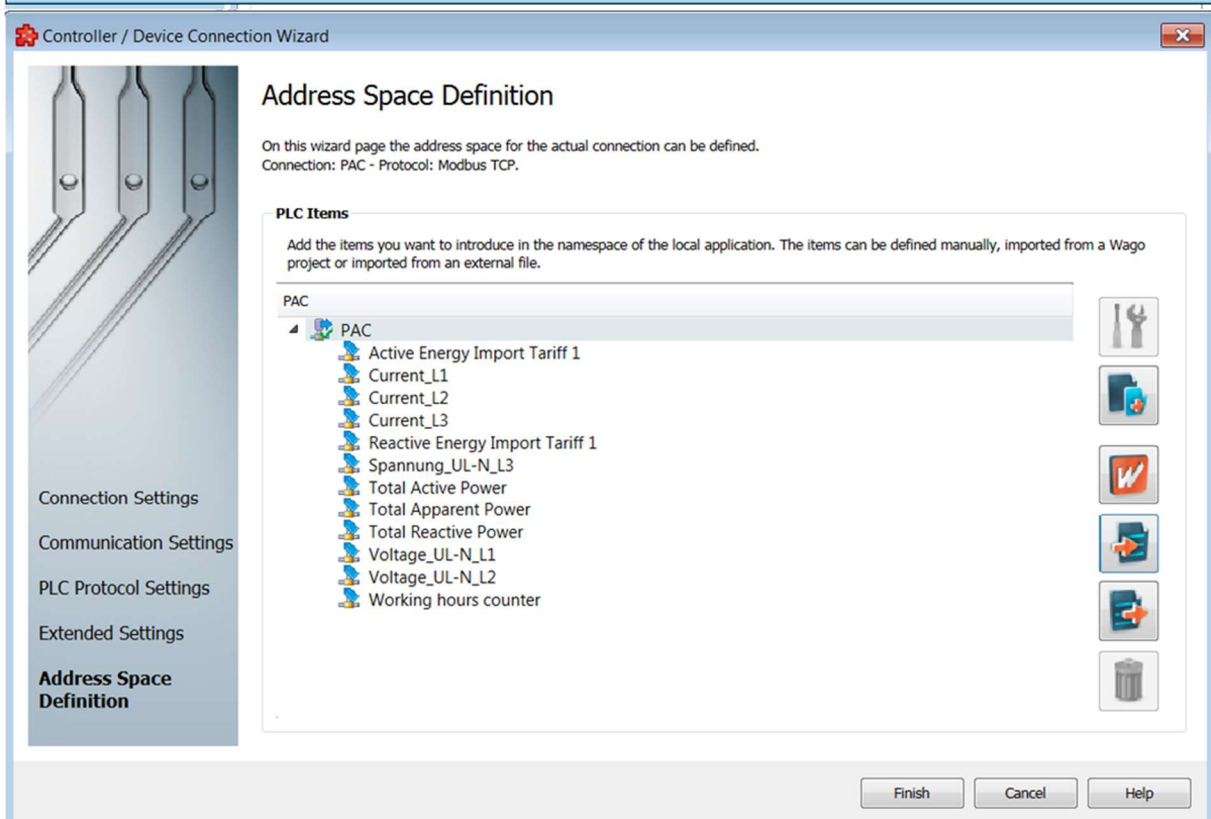 Controller / Device Connection Wizard
Address Space Definition
On this wizard page the address space for the actual connection can be defined.
Connection: PAC - Protocol: Modbus TCP.
PLC Items
Add the items you want to introduce in the namespace of the local application. The items can be defined manually, imported from a Wago
project or imported from an external file.
PAC
PAC
Active Energy Import Tariff 1
Current_L1
Current_L2
Current_L3
Reactive Energy Import Tariff 1
Spannung_UL-N_L3
Total Active Power
Total Apparent Power
Total Reactive Power
Voltage_UL-N_L1
Voltage_UL-N_L2
Working hours counter
W
Connection Settings
Communication Settings
PLC Protocol Settings
Extended Settings
Address Space
Definition
Finish
Cancel
Help